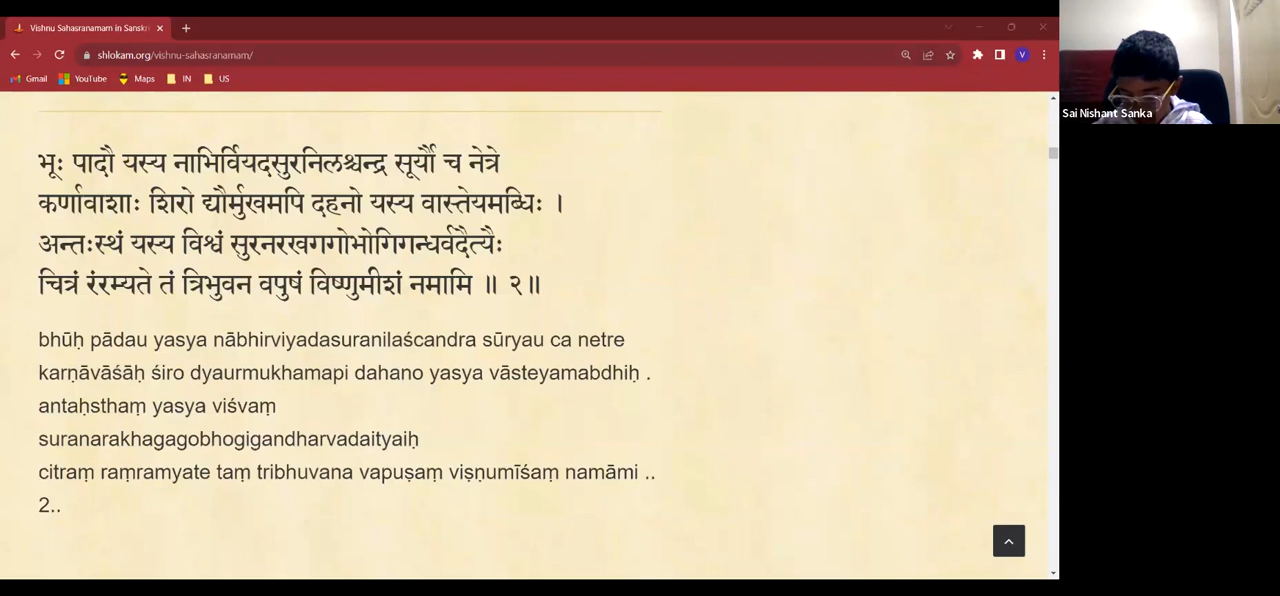 Vishnu Sahasranamam in Sanskri
shlokam.org/vishnu-sahasranamam/
V
Gmail YouTube Maps IN US
Sai Nishant Sanka
भूः पादौ यस्य नाभिर्वियदसुरनिलश्चन्द्र सूर्यौ च नेत्रे
कर्णावाशाः शिरो द्यौर्मुखमपि दहनो यस्य वास्तेयमब्धिः ।
अन्तःस्थं यस्य विश्वं सुरनरखगगोभोगिगन्धर्वदैत्यैः
चित्रं रंरम्यते तं त्रिभुवन वपुषं विष्णुमीशं नमामि ॥ २॥
bhūḥ pādau yasya nābhirviyadasuranilaścandra sūryau ca netre
karṇāvāśāḥ śiro dyaurmukhamapi dahano yasya vāsteyamabdhiḥ .
antaḥsthaṃ yasya viśvaṃ
suranarakhagagobhogigandharvadaityaiḥ
citraṃ raṃramyate taṃ tribhuvana vapuṣaṃ viṣṇumīśaṃ namāmi ..
2..